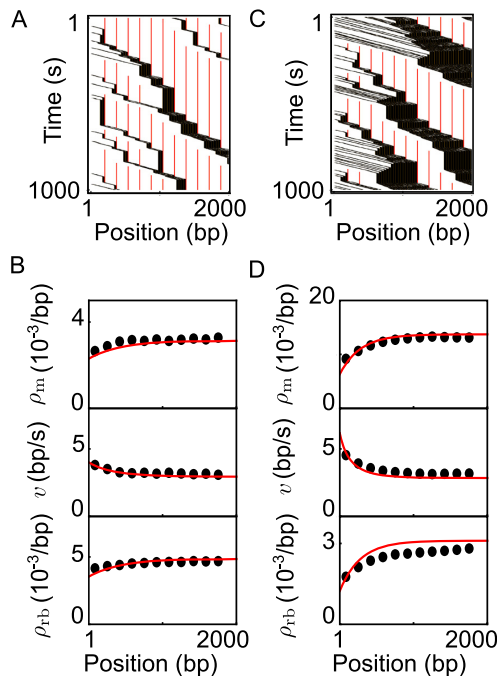 A
1
Time (s)
1000
1
2000
Position (bp)
C
1
Time (s)
1000
1
2000
Position (bp)
B
4
0
ρm (10⁻³/bp)
5
v (bp/s)
5
0
ρrb (10⁻³/bp)
1
2000
Position (bp)
D
20
0
ρm (10⁻³/bp)
5
v (bp/s)
3
0
ρrb (10⁻³/bp)
1
2000
Position (bp)